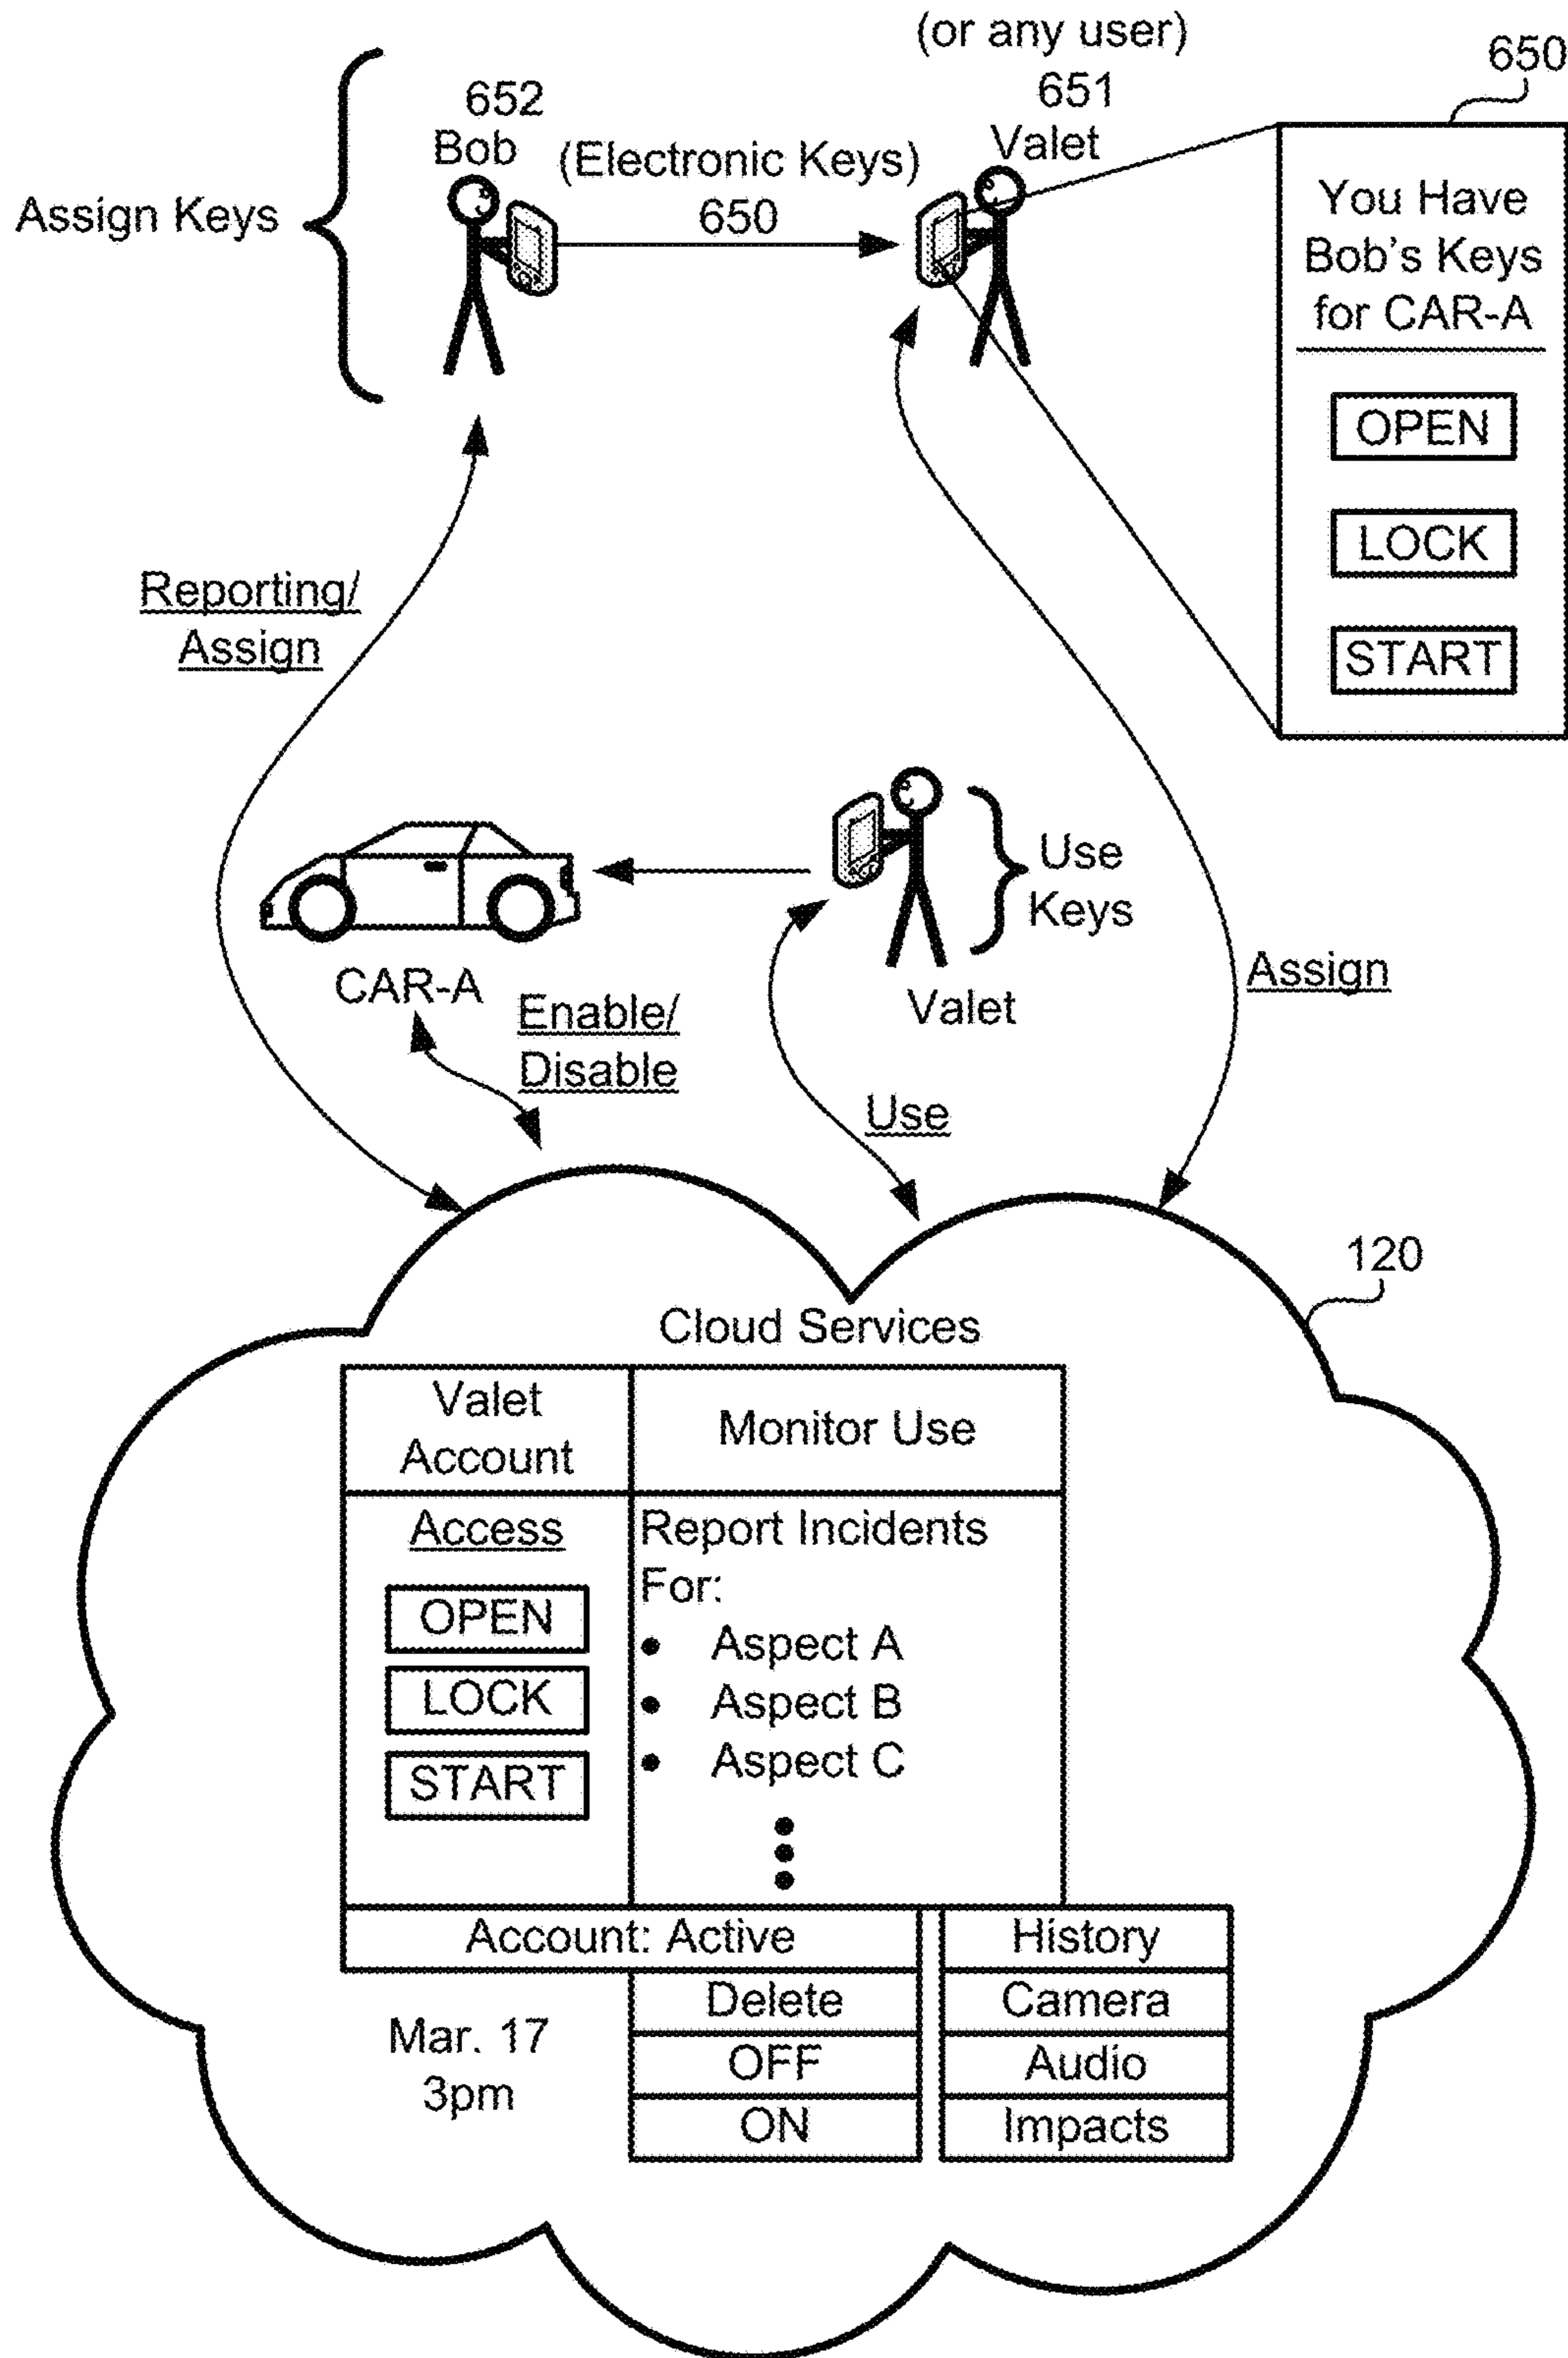 (or any user)
650
652
651
Bob
Valet
(Electronic Keys)
650
Assign Keys
You Have
Bob's Keys
for CAR-A
OPEN
LOCK
START
Reporting/
Assign
Use
Keys
CAR-A
Valet
Assign
Enable/
Disable
Use
120
Cloud Services
Valet
Account
Monitor Use
Access
OPEN
LOCK
START
Report Incidents
For:
• Aspect A
• Aspect B
• Aspect C
Account: Active
History
Delete
Camera
Mar. 17
3pm
OFF
Audio
ON
Impacts